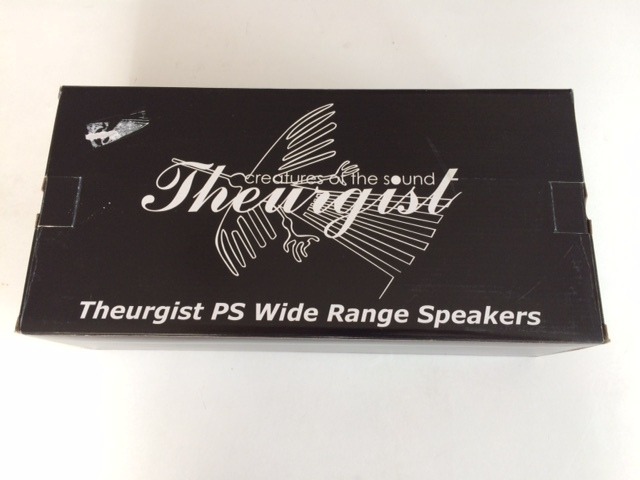 creatures of the sound
Theurgist
Theurgist PS Wide Range Speakers